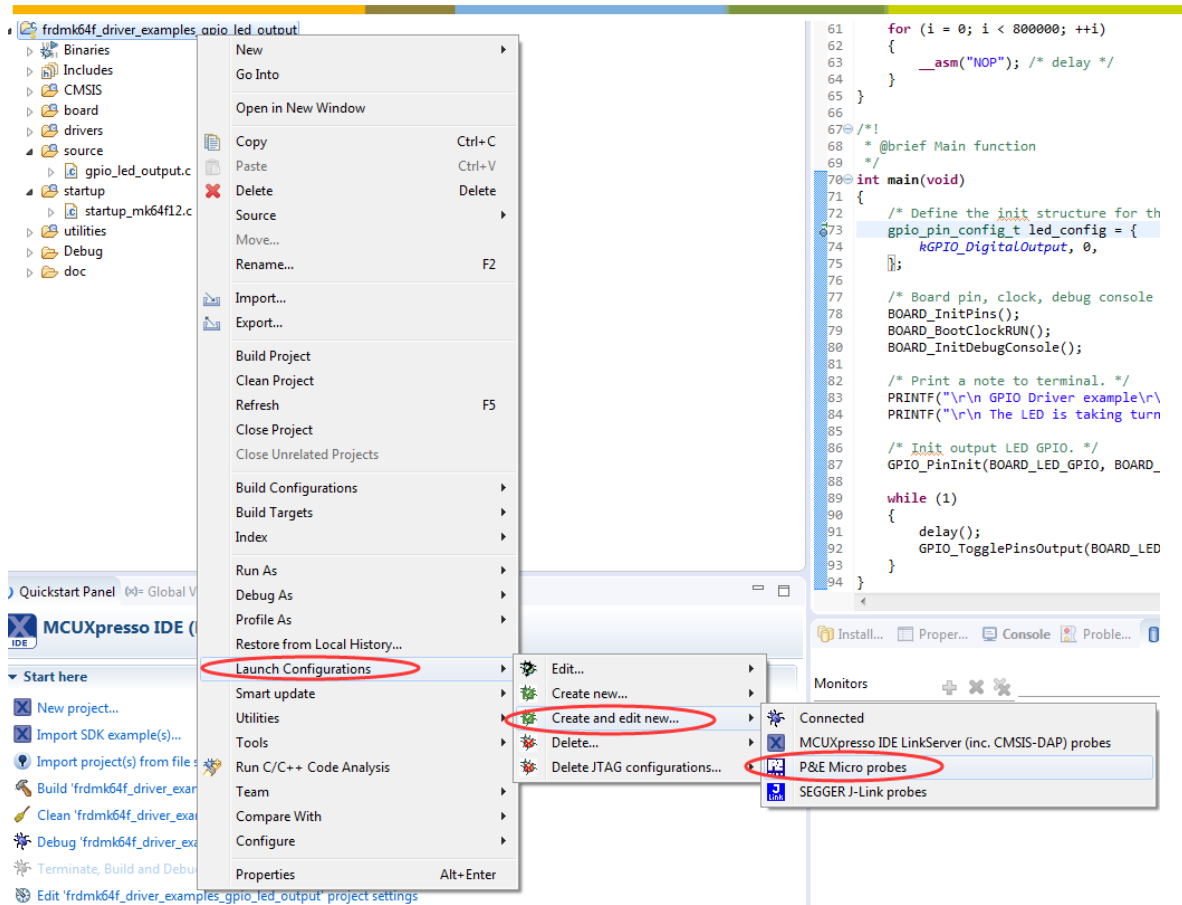 frdmk64f_driver_examples_gpio_led_output
Binaries
Includes
CMSIS
board
drivers
source
gpio_led_output.c
startup
startup_mk64f12.c
utilities
Debug
doc
New
Go Into
Open in New Window
Copy Ctrl+C
Paste Ctrl+V
Delete Delete
Source
Move...
Rename... F2
Import...
Export...
Build Project
Clean Project
Refresh F5
Close Project
Close Unrelated Projects
Build Configurations
Build Targets
Index
Run As
Debug As
Profile As
Restore from Local History...
Launch Configurations
Smart update
Utilities
Tools
Run C/C++ Code Analysis
Team
Compare With
Configure
Properties Alt+Enter
Edit...
Create new...
Create and edit new...
Delete...
Delete JTAG configurations...
Connected
MCUXpresso IDE LinkServer (inc. CMSIS-DAP) probes
P&E Micro probes
SEGGER J-Link probes
61 for (i = 0; i < 800000; ++i)
62 {
63 __asm("NOP"); /* delay */
64 }
65 }
66
67 /*!
68 * @brief Main function
69 */
70 int main(void)
71 {
72 /* Define the init structure for th
73 gpio_pin_config_t led_config = {
74 kGPIO_DigitalOutput, 0,
75 };
76
77 /* Board pin, clock, debug console
78 BOARD_InitPins();
79 BOARD_BootClockRUN();
80 BOARD_InitDebugConsole();
81
82 /* Print a note to terminal. */
83 PRINTF("\r\n GPIO Driver example\r\
84 PRINTF("\r\n The LED is taking turn
85
86 /* Init output LED GPIO. */
87 GPIO_PinInit(BOARD_LED_GPIO, BOARD_
88
89 while (1)
90 {
91 delay();
92 GPIO_TogglePinsOutput(BOARD_LED
93 }
94 }
Quickstart Panel (x)= Global V
IDE
MCUXpresso IDE (
Start here
New project...
Import SDK example(s)...
Import project(s) from file s
Build 'frdmk64f_driver_exar
Clean 'frdmk64f_driver_exa
Debug 'frdmk64f_driver_exa
Terminate, Build and Debu
Edit 'frdmk64f_driver_examples_gpio_led_output' project settings
Install... Proper... Console Proble...
Monitors